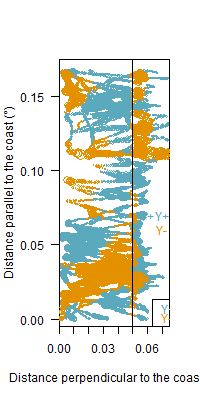 Distance parallel to the coast (°)
0.15
0.10
0.05
0.00
+Y+
Y-
Y
Y
0.00
0.03
0.06
Distance perpendicular to the coas